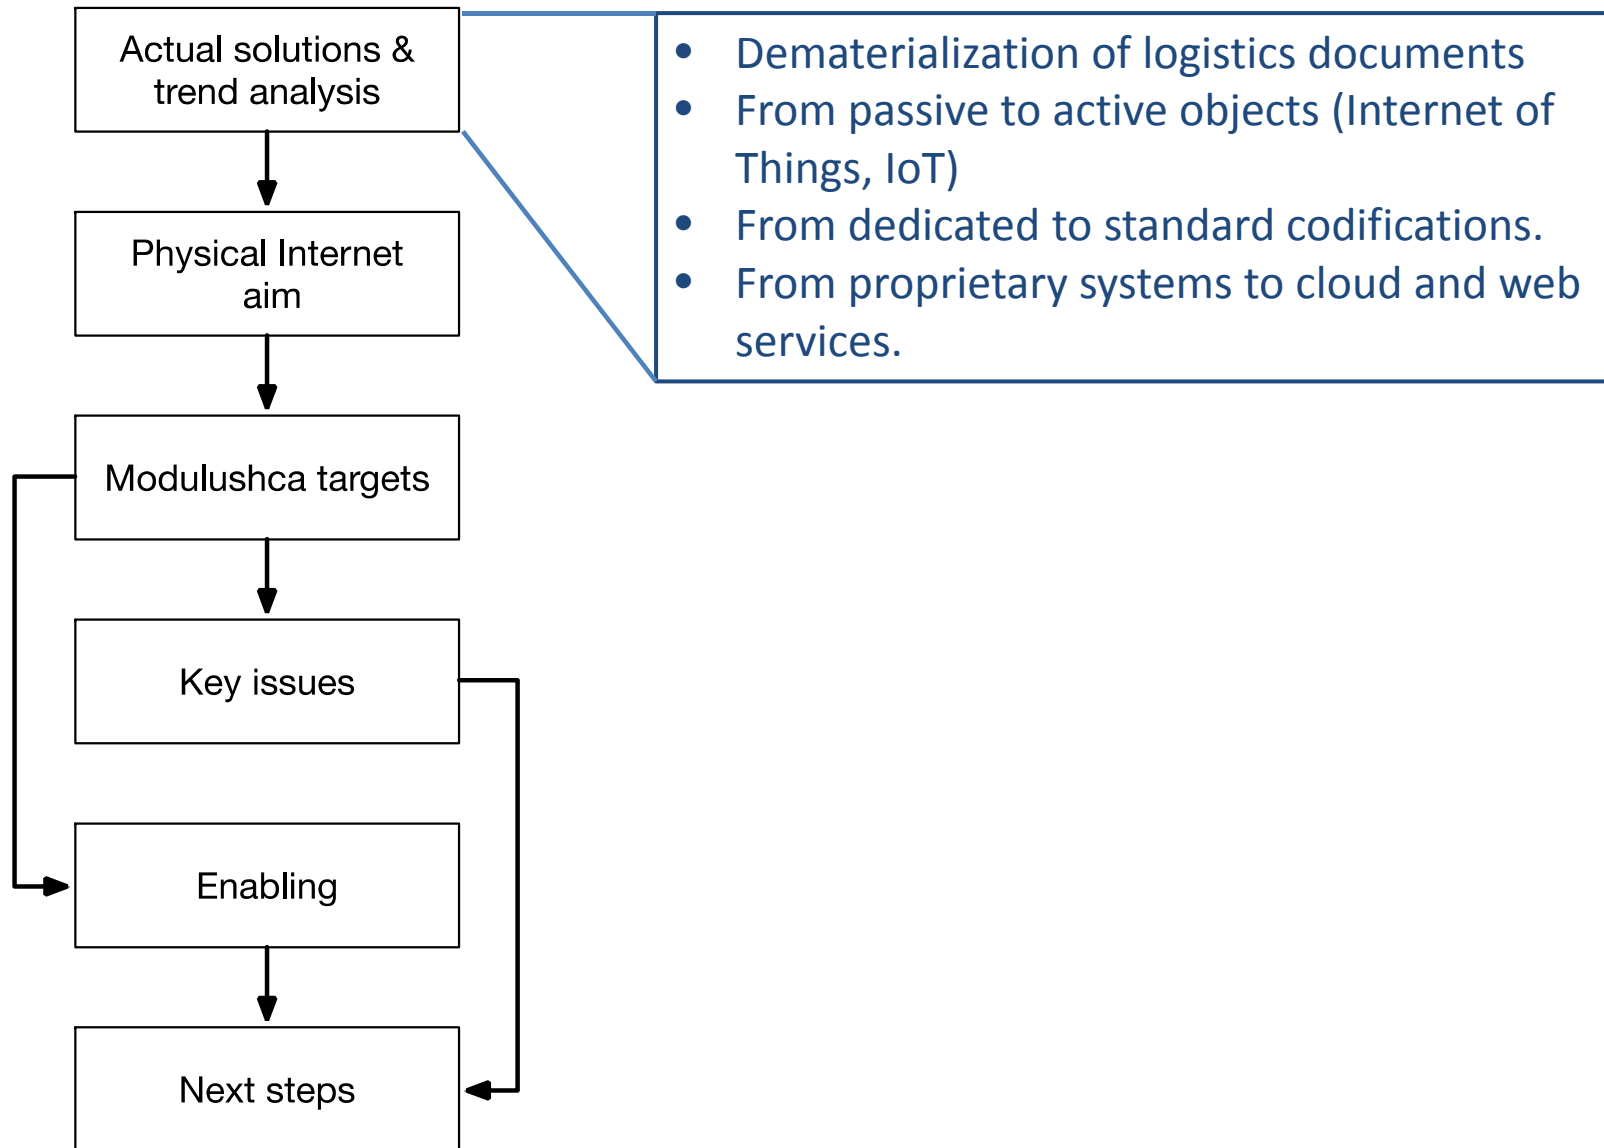 Actual solutions &
trend analysis
• Dematerialization of logistics documents
• From passive to active objects (Internet of
Things, IoT)
• From dedicated to standard codifications.
• From proprietary systems to cloud and web
services.
Physical Internet
aim
Modulushca targets
Key issues
Enabling
Next steps